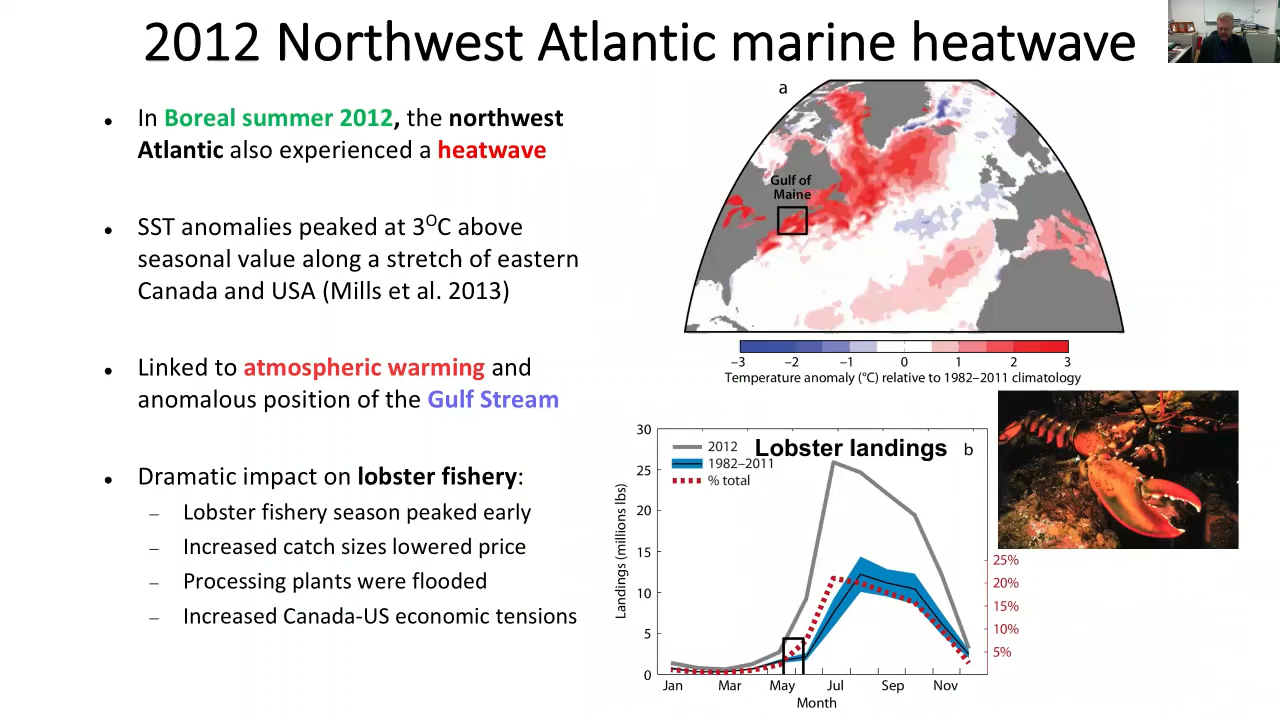 2012 Northwest Atlantic marine heatwave
In Boreal summer 2012, the northwest
Atlantic also experienced a heatwave
SST anomalies peaked at 3ᴼC above
seasonal value along a stretch of eastern
Canada and USA (Mills et al. 2013)
Linked to atmospheric warming and
anomalous position of the Gulf Stream
Dramatic impact on lobster fishery:
– Lobster fishery season peaked early
– Increased catch sizes lowered price
– Processing plants were flooded
– Increased Canada-US economic tensions
a
Gulf of
Maine
–3 –2 –1 0 1 2 3
Temperature anomaly (°C) relative to 1982–2011 climatology
Lobster landings b
2012
1982–2011
% total
Landings (millions lbs)
30
25
20
15
10
5
0
25%
20%
15%
10%
5%
Jan Mar May Jul Sep Nov
Month